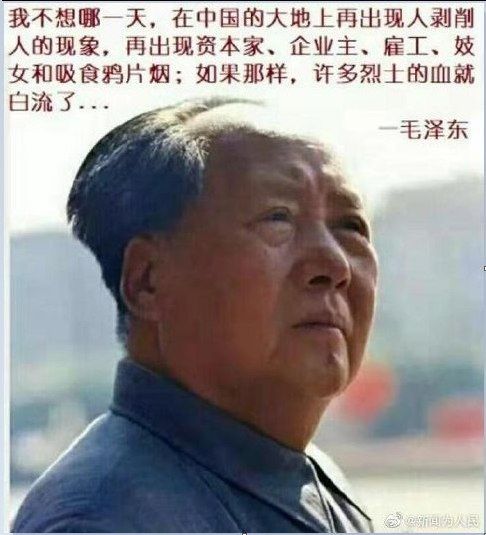 我不想哪一天，在中国的大地上再出现人剥削
人的现象，再出现资本家、企业主、雇工、妓
女和吸食鸦片烟；如果那样，许多烈士的血就
白流了...
—毛泽东
@新闻为人民